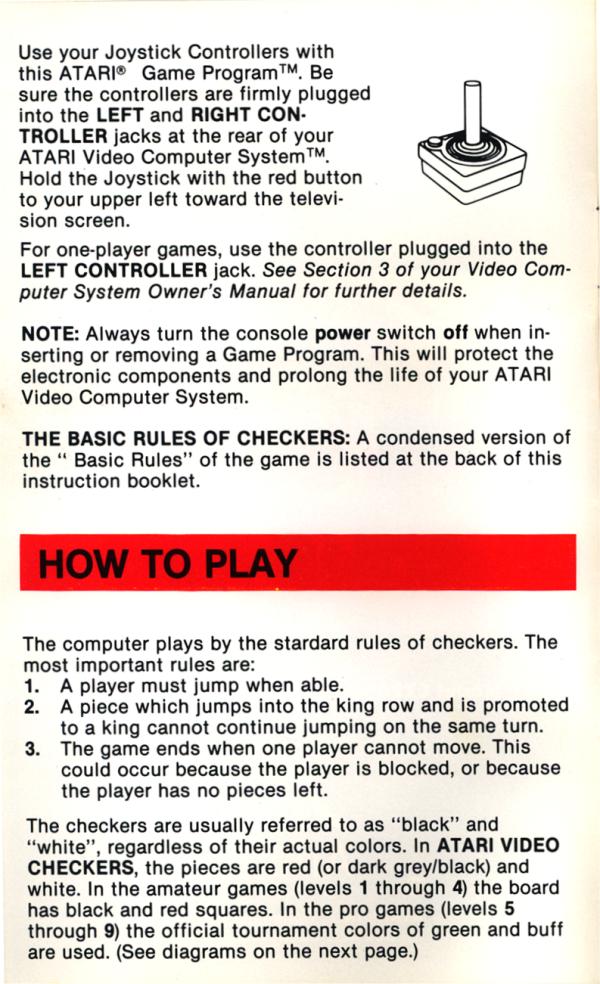 Use your Joystick Controllers with
this ATARI® Game Program™. Be
sure the controllers are firmly plugged
into the LEFT and RIGHT CON-
TROLLER jacks at the rear of your
ATARI Video Computer System™.
Hold the Joystick with the red button
to your upper left toward the televi-
sion screen.
For one-player games, use the controller plugged into the
LEFT CONTROLLER jack. See Section 3 of your Video Com-
puter System Owner's Manual for further details.
NOTE: Always turn the console power switch off when in-
serting or removing a Game Program. This will protect the
electronic components and prolong the life of your ATARI
Video Computer System.
THE BASIC RULES OF CHECKERS: A condensed version of
the " Basic Rules" of the game is listed at the back of this
instruction booklet.
HOW TO PLAY
The computer plays by the stardard rules of checkers. The
most important rules are:
1. A player must jump when able.
2. A piece which jumps into the king row and is promoted
to a king cannot continue jumping on the same turn.
3. The game ends when one player cannot move. This
could occur because the player is blocked, or because
the player has no pieces left.
The checkers are usually referred to as "black" and
"white", regardless of their actual colors. In ATARI VIDEO
CHECKERS, the pieces are red (or dark grey/black) and
white. In the amateur games (levels 1 through 4) the board
has black and red squares. In the pro games (levels 5
through 9) the official tournament colors of green and buff
are used. (See diagrams on the next page.)